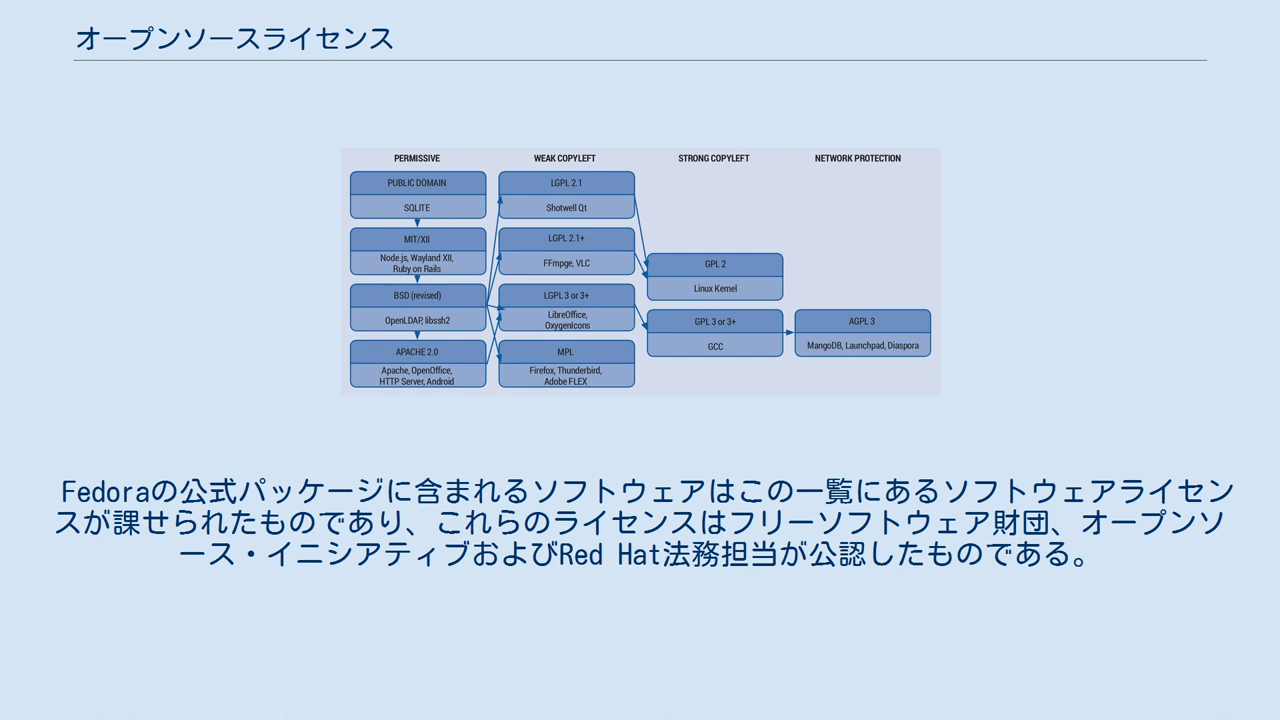 オープンソースライセンス
PERMISSIVE
WEAK COPYLEFT
STRONG COPYLEFT
NETWORK PROTECTION
PUBLIC DOMAIN
SQLITE
MIT/XII
Node.js, Wayland XII,
Ruby on Rails
BSD (revised)
OpenLDAP, libssh2
APACHE 2.0
Apache, OpenOffice,
HTTP Server, Android
LGPL 2.1
Shotwell Qt
LGPL 2.1+
FFmpge, VLC
LGPL 3 or 3+
LibreOffice,
OxygenIcons
MPL
Firefox, Thunderbird,
Adobe FLEX
GPL 2
Linux Kernel
GPL 3 or 3+
GCC
AGPL 3
MangoDB, Launchpad, Diaspora
Fedoraの公式パッケージに含まれるソフトウェアはこの一覧にあるソフトウェアライセン
スが課せられたものであり、これらのライセンスはフリーソフトウェア財団、オープンソ
ース・イニシアティブおよびRed Hat法務担当が公認したものである。